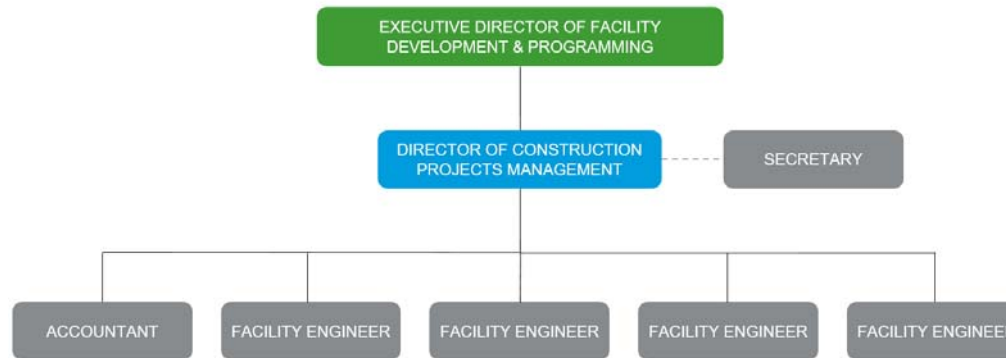 EXECUTIVE DIRECTOR OF FACILITY
DEVELOPMENT & PROGRAMMING
DIRECTOR OF CONSTRUCTION
PROJECTS MANAGEMENT
SECRETARY
ACCOUNTANT
FACILITY ENGINEER
FACILITY ENGINEER
FACILITY ENGINEER
FACILITY ENGINEE